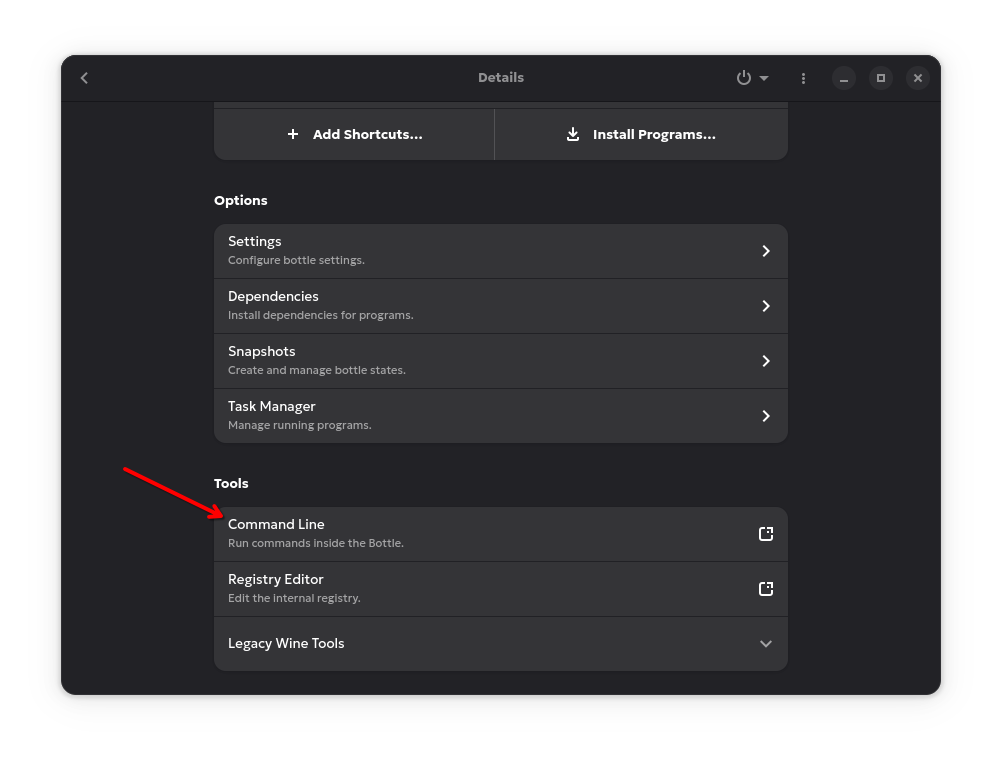 Details
Add Shortcuts...
Install Programs...
Options
Settings
Configure bottle settings.
Dependencies
Install dependencies for programs.
Snapshots
Create and manage bottle states.
Task Manager
Manage running programs.
Tools
Command Line
Run commands inside the Bottle.
Registry Editor
Edit the internal registry.
Legacy Wine Tools